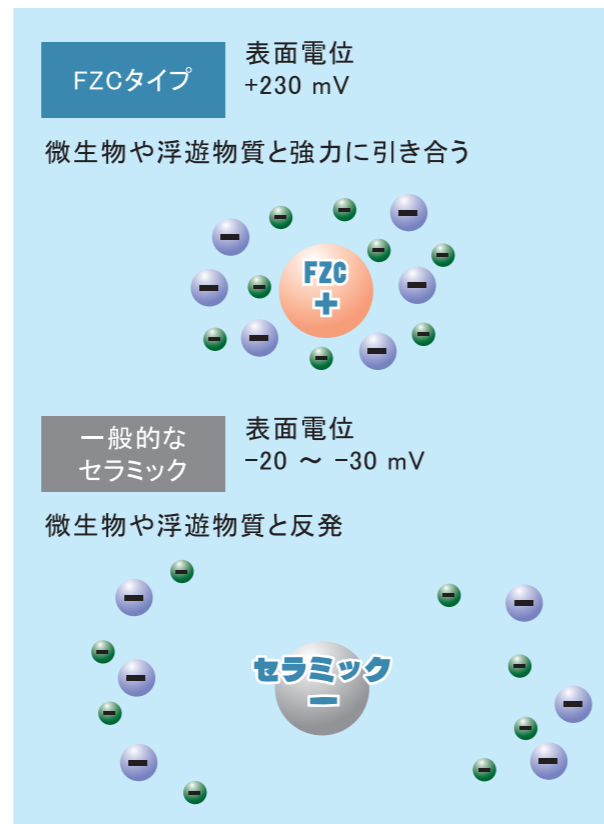 FZCタイプ
表面電位
+230 mV
微生物や浮遊物質と強力に引き合う
FZC
+
一般的な
セラミック
表面電位
-20 ～ -30 mV
微生物や浮遊物質と反発
セラミック
−